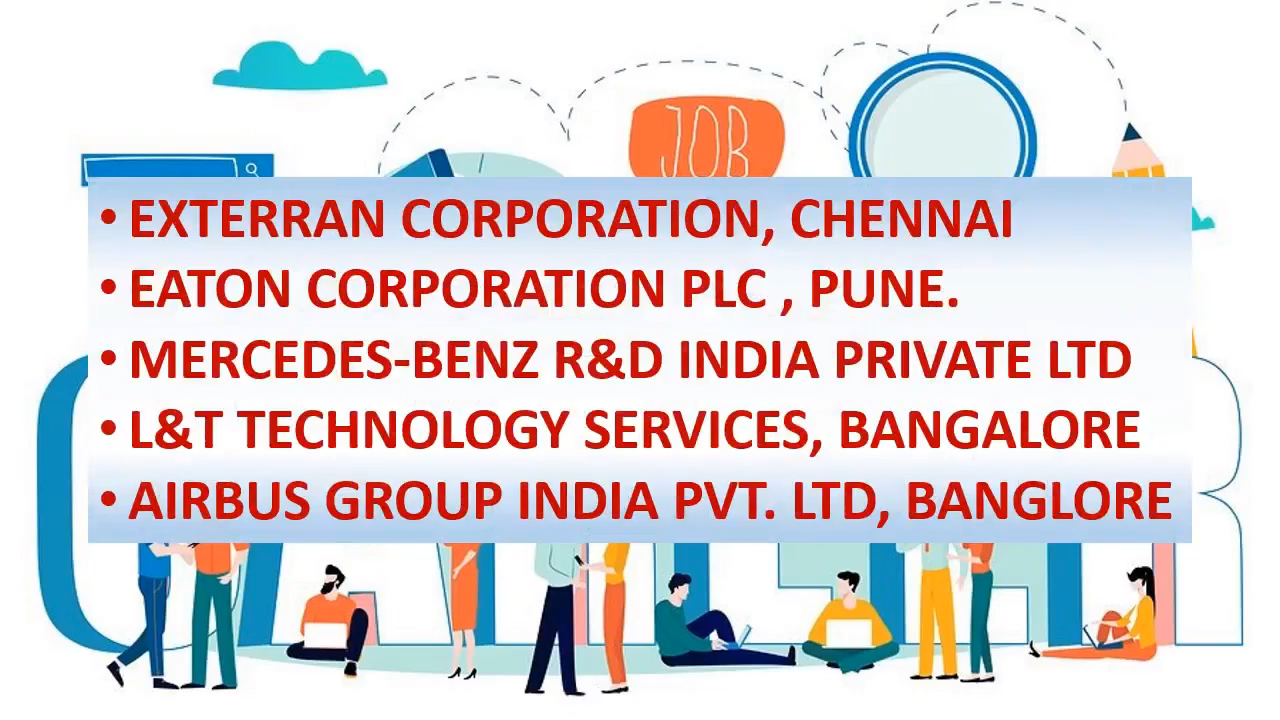 JOB
• EXTERRAN CORPORATION, CHENNAI
• EATON CORPORATION PLC , PUNE.
• MERCEDES-BENZ R&D INDIA PRIVATE LTD
• L&T TECHNOLOGY SERVICES, BANGALORE
• AIRBUS GROUP INDIA PVT. LTD, BANGLORE